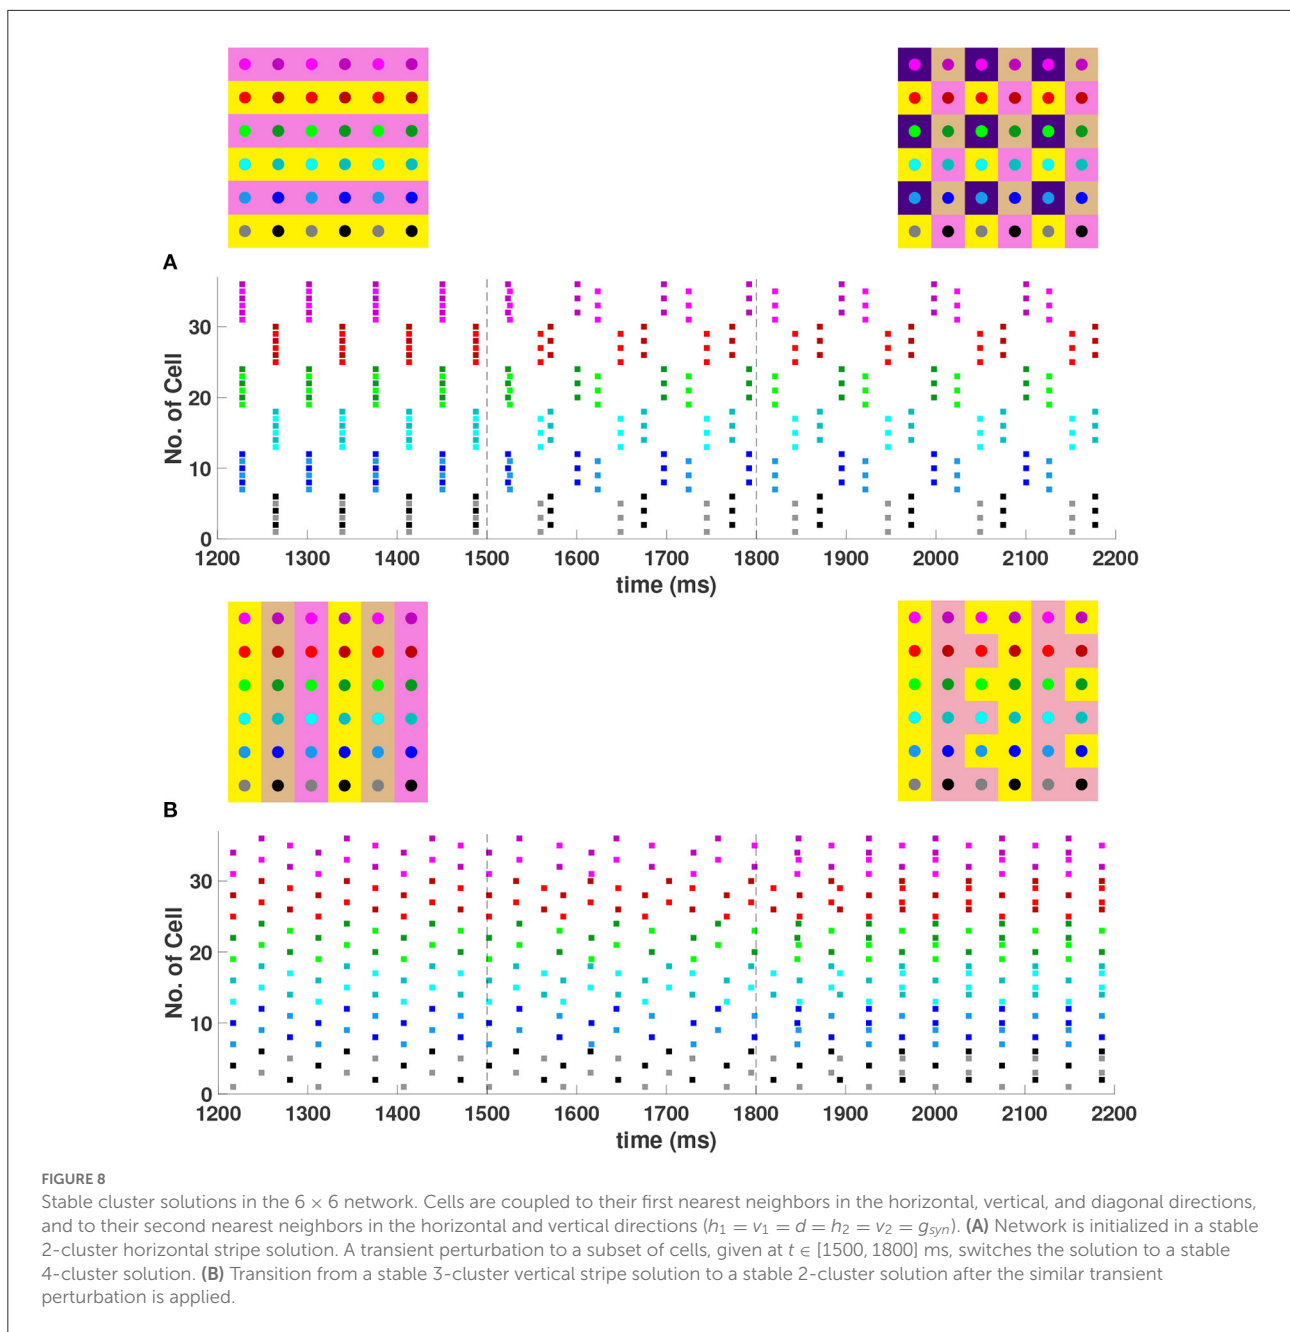 A
No. of Cell
30
20
10
0
1200 1300 1400 1500 1600 1700 1800 1900 2000 2100 2200
time (ms)
B
No. of Cell
30
20
10
0
1200 1300 1400 1500 1600 1700 1800 1900 2000 2100 2200
time (ms)
FIGURE 8
Stable cluster solutions in the 6 × 6 network. Cells are coupled to their first nearest neighbors in the horizontal, vertical, and diagonal directions,
and to their second nearest neighbors in the horizontal and vertical directions (h₁ = v₁ = d = h₂ = v₂ = gₛᵧₙ). (A) Network is initialized in a stable
2-cluster horizontal stripe solution. A transient perturbation to a subset of cells, given at t ∈ [1500, 1800] ms, switches the solution to a stable
4-cluster solution. (B) Transition from a stable 3-cluster vertical stripe solution to a stable 2-cluster solution after the similar transient
perturbation is applied.